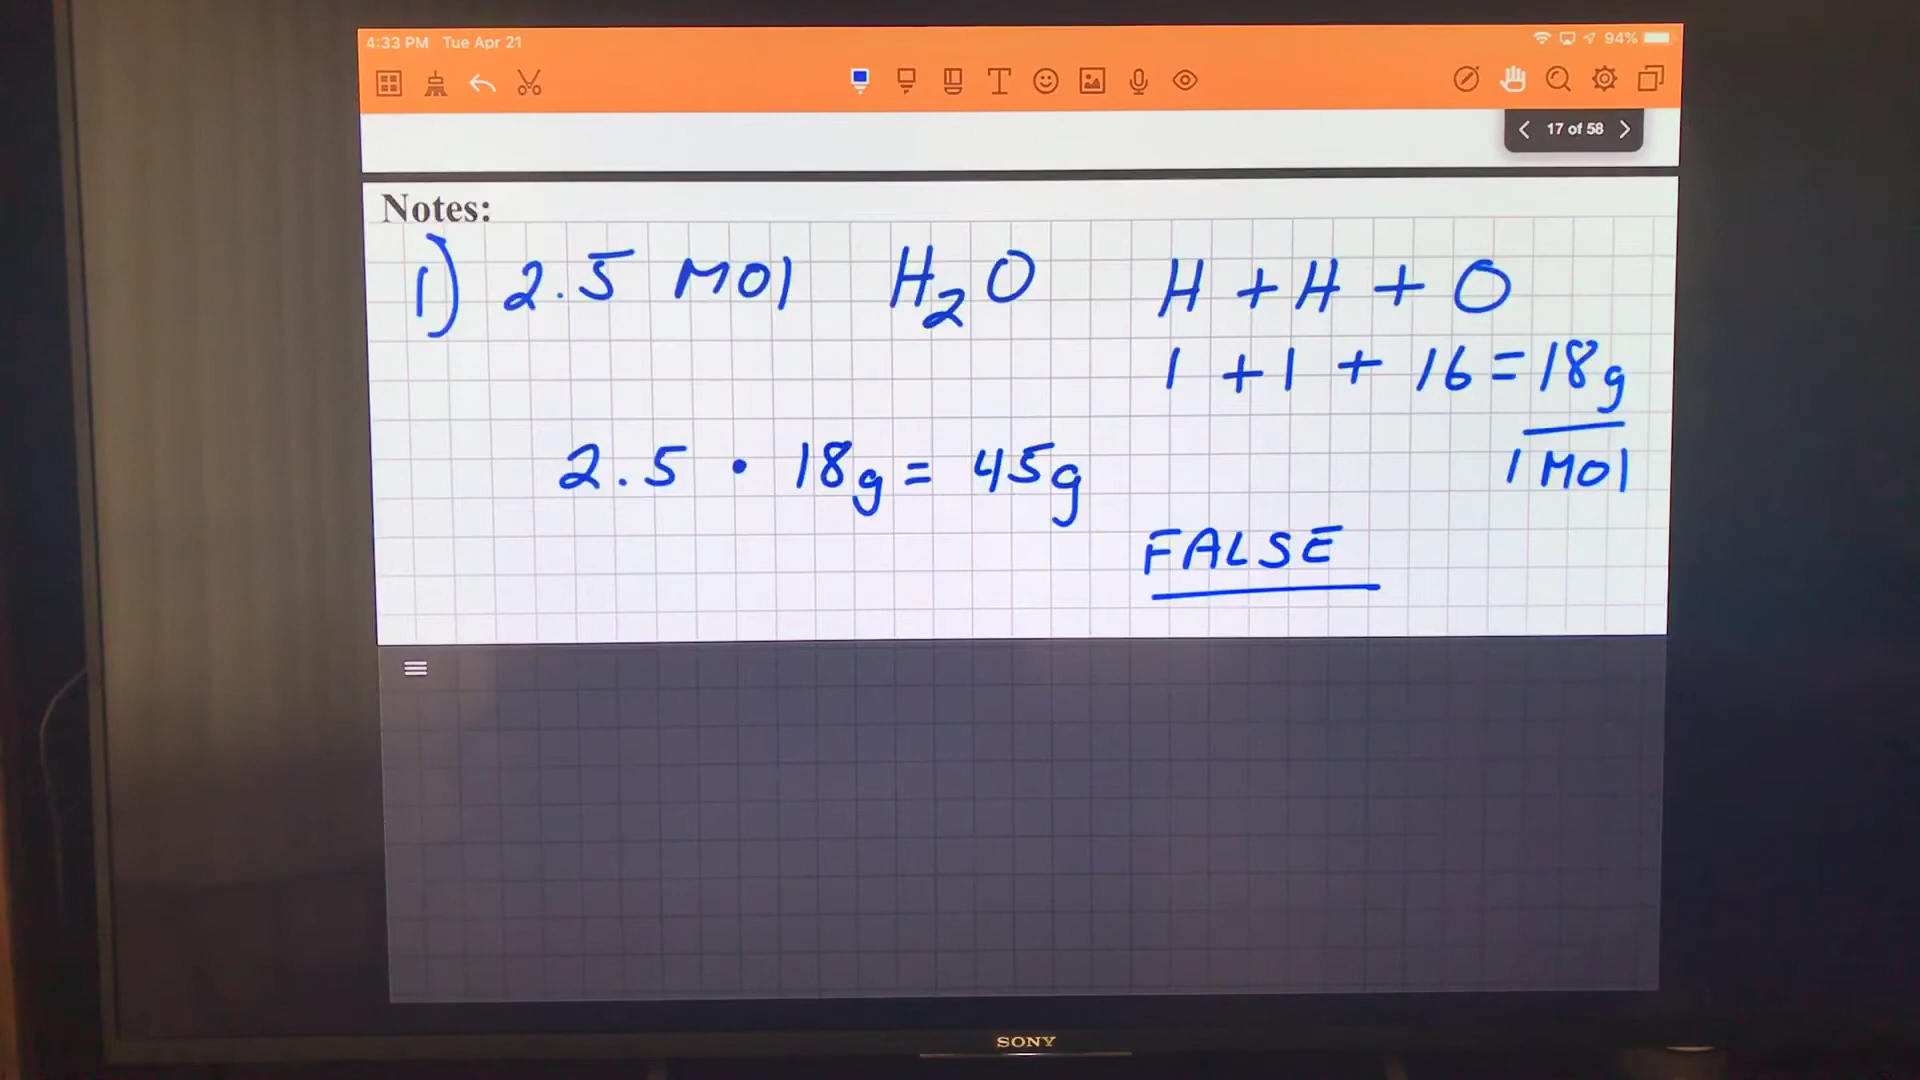 4:33 PM Tue Apr 21
94%
17 of 58
Notes:
1) 2.5 MOl H2O H + H + O
1 + 1 + 16 = 18g
1 MOl
2.5 • 18g = 45g
FALSE
SONY